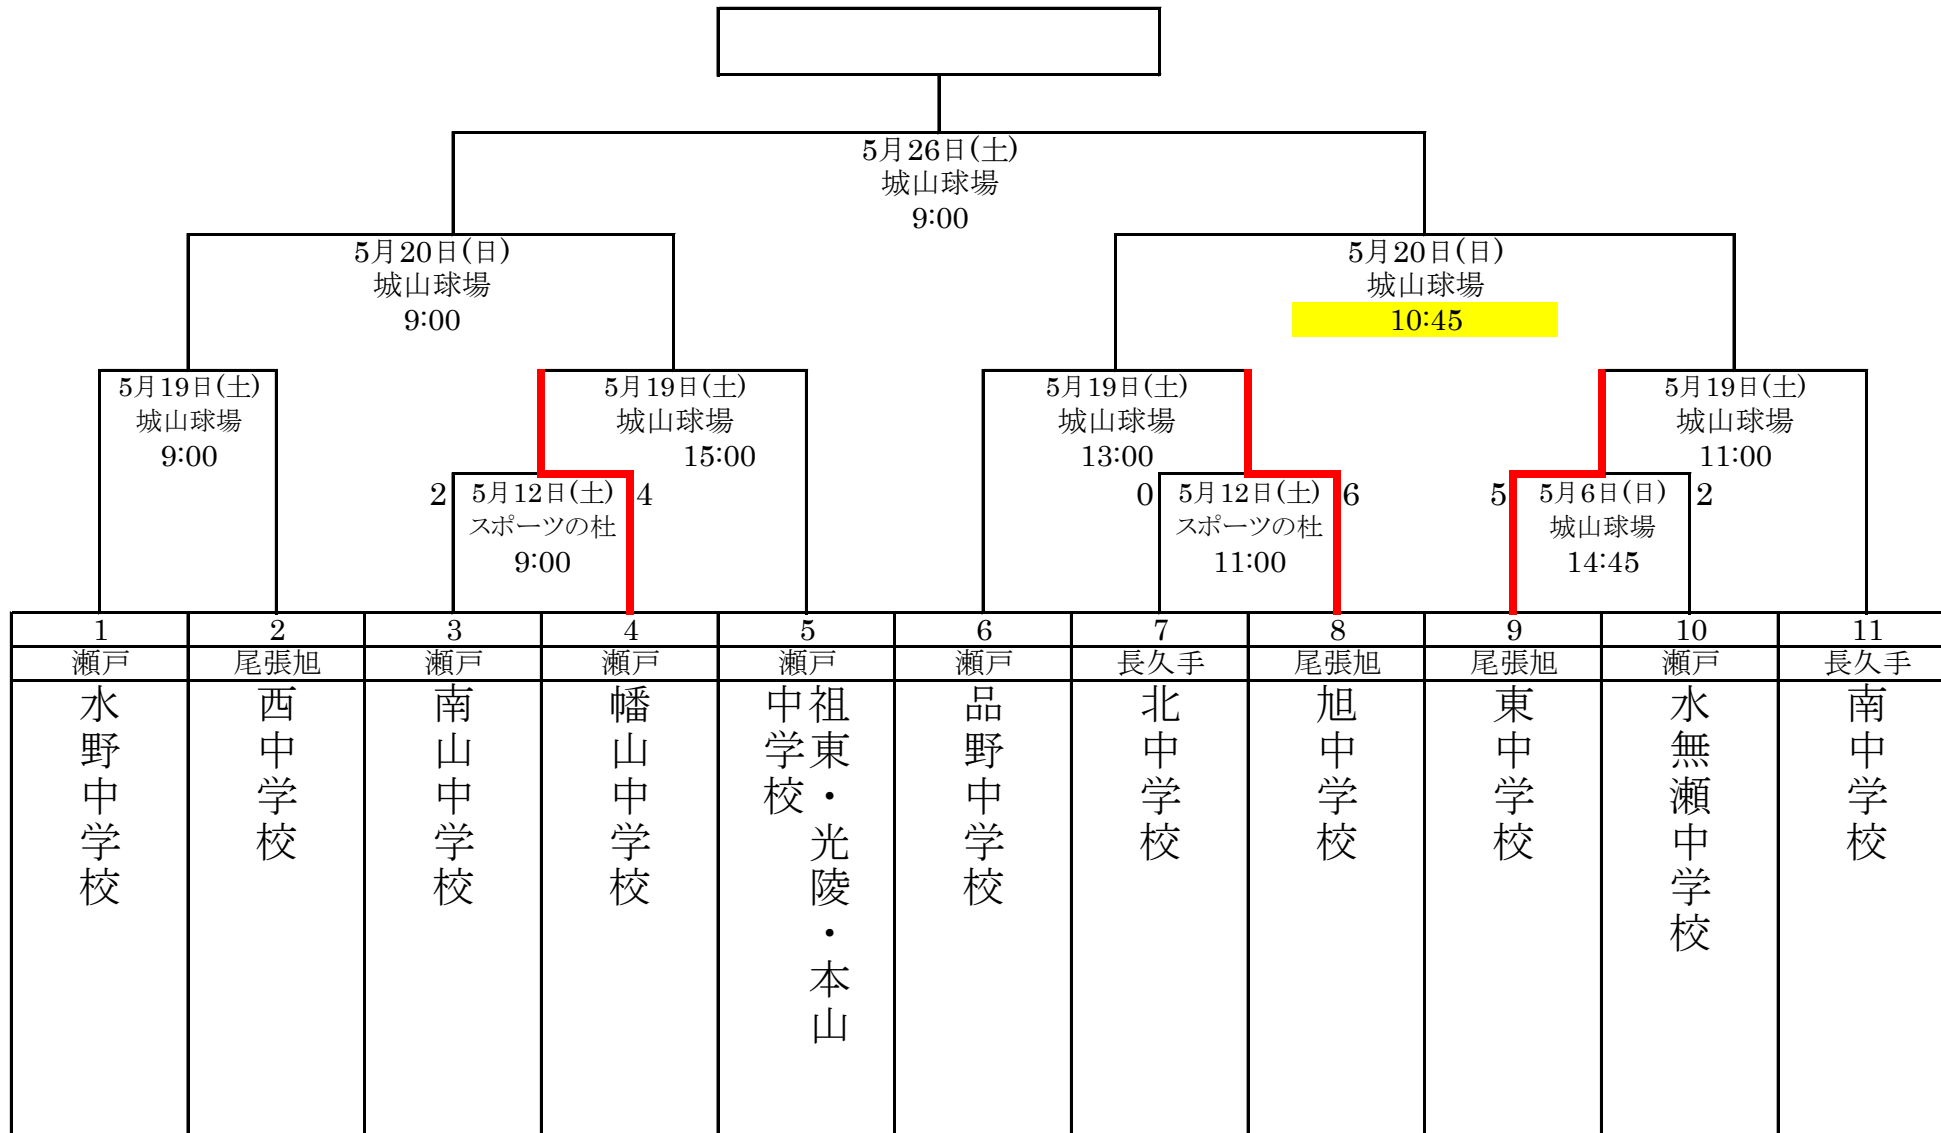 5月26日(土)
城山球場
9:00
5月20日(日)
城山球場
9:00
5月20日(日)
城山球場
10:45
5月19日(土)
城山球場
9:00
5月19日(土)
城山球場
15:00
5月19日(土)
城山球場
13:00
5月19日(土)
城山球場
11:00
2
5月12日(土)
スポーツの杜
9:00
4
0
5月12日(土)
スポーツの杜
11:00
6
5
5月6日(日)
城山球場
14:45
2
1 2 3 4 5 6 7 8 9 10 11
瀬戸 尾張旭 瀬戸 瀬戸 瀬戸 瀬戸 長久手 尾張旭 尾張旭 瀬戸 長久手
水野中学校
西中学校
南山中学校
幡山中学校
祖東・光陵・本山
中学校
品野中学校
北中学校
旭中学校
東中学校
水無瀬中学校
南中学校